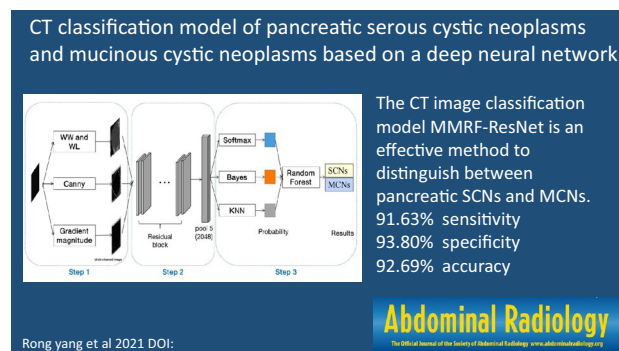 CT classification model of pancreatic serous cystic neoplasms
and mucinous cystic neoplasms based on a deep neural network
WW and
WL
Canny
Gradient
magnitude
Step 1
Residual
block
pool 5
(2048)
Step 2
Softmax
Bayes
KNN
Probability
Random
Forest
SCNs
MCNs
Results
Step 3
The CT image classification
model MMRF-ResNet is an
effective method to
distinguish between
pancreatic SCNs and MCNs.
91.63% sensitivity
93.80% specificity
92.69% accuracy
Rong yang et al 2021 DOI:
Abdominal Radiology
The Official Journal of the Society of Abdominal Radiology www.abdominalradiology.org